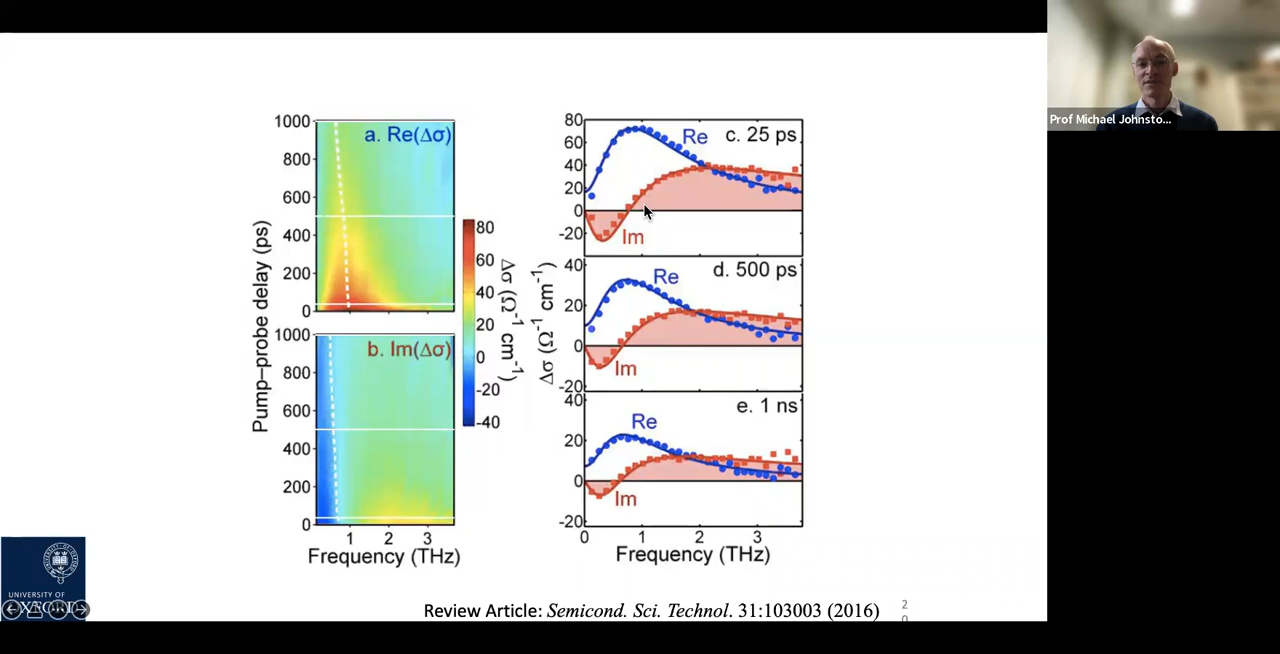 Prof Michael Johnsto...
Pump–probe delay (ps)
1000
800
600
400
200
0
a. Re(Δσ)
1000
800
600
400
200
0
b. Im(Δσ)
1
2
3
Frequency (THz)
80
60
40
20
0
-20
-40
Δσ (Ω⁻¹ cm⁻¹)
Δσ (Ω⁻¹ cm⁻¹)
80
60
40
20
0
-20
Re
c. 25 ps
Im
40
20
0
-20
Re
d. 500 ps
Im
40
20
0
-20
Re
e. 1 ns
Im
0
1
2
3
Frequency (THz)
UNIVERSITY OF
OXFORD
Review Article: Semicond. Sci. Technol. 31:103003 (2016)
2
0